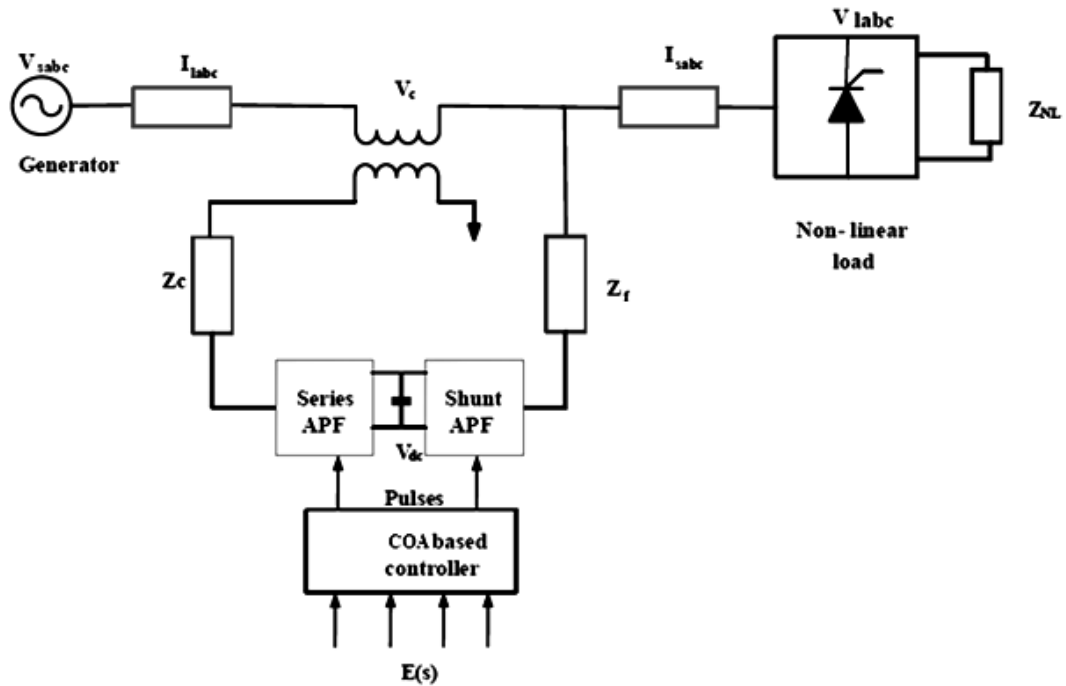 V sabc
I labc
V c
I sabc
V labc
Z NL
Generator
Non- linear
load
Zc
Z f
Series
APF
Shunt
APF
V dc
Pulses
COA based
controller
E(s)